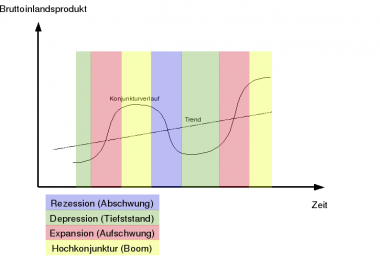 Bruttoinlandsprodukt
Konjunkturverlauf
Trend
Zeit
Rezession (Abschwung)
Depression (Tiefststand)
Expansion (Aufschwung)
Hochkonjunktur (Boom)